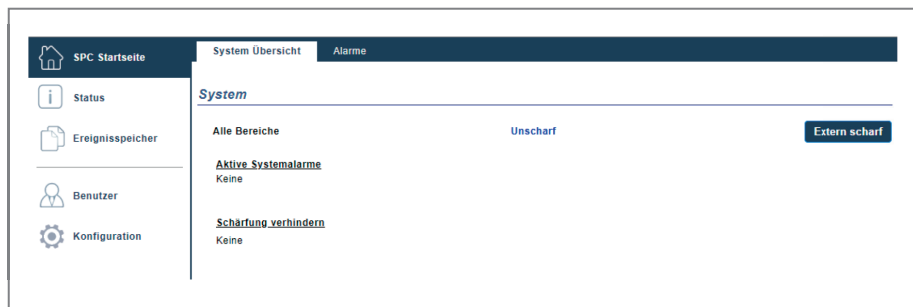 SPC Startseite
System Übersicht
Alarme
Status
Ereignisspeicher
Benutzer
Konfiguration
System
Alle Bereiche
Unscharf
Extern scharf
Aktive Systemalarme
Keine
Schärfung verhindern
Keine